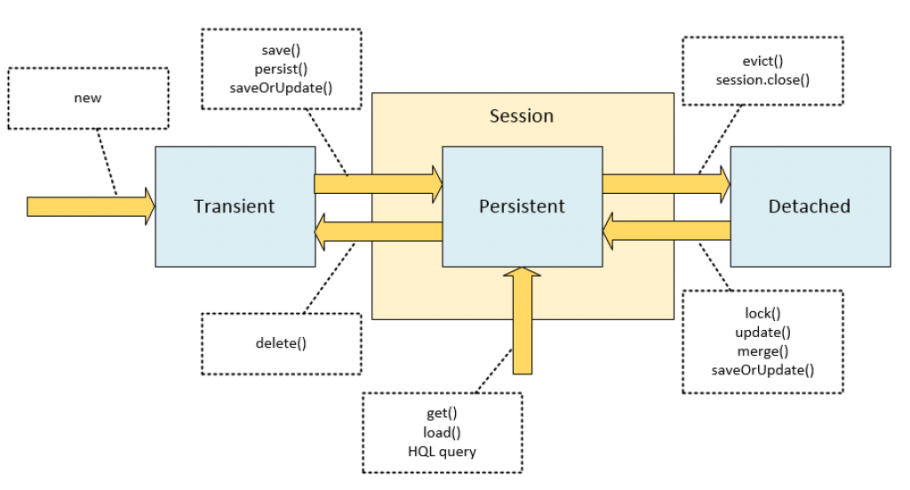 new
save()
persist()
saveOrUpdate()
evict()
session.close()
Session
Transient
Persistent
Detached
delete()
get()
load()
HQL query
lock()
update()
merge()
saveOrUpdate()